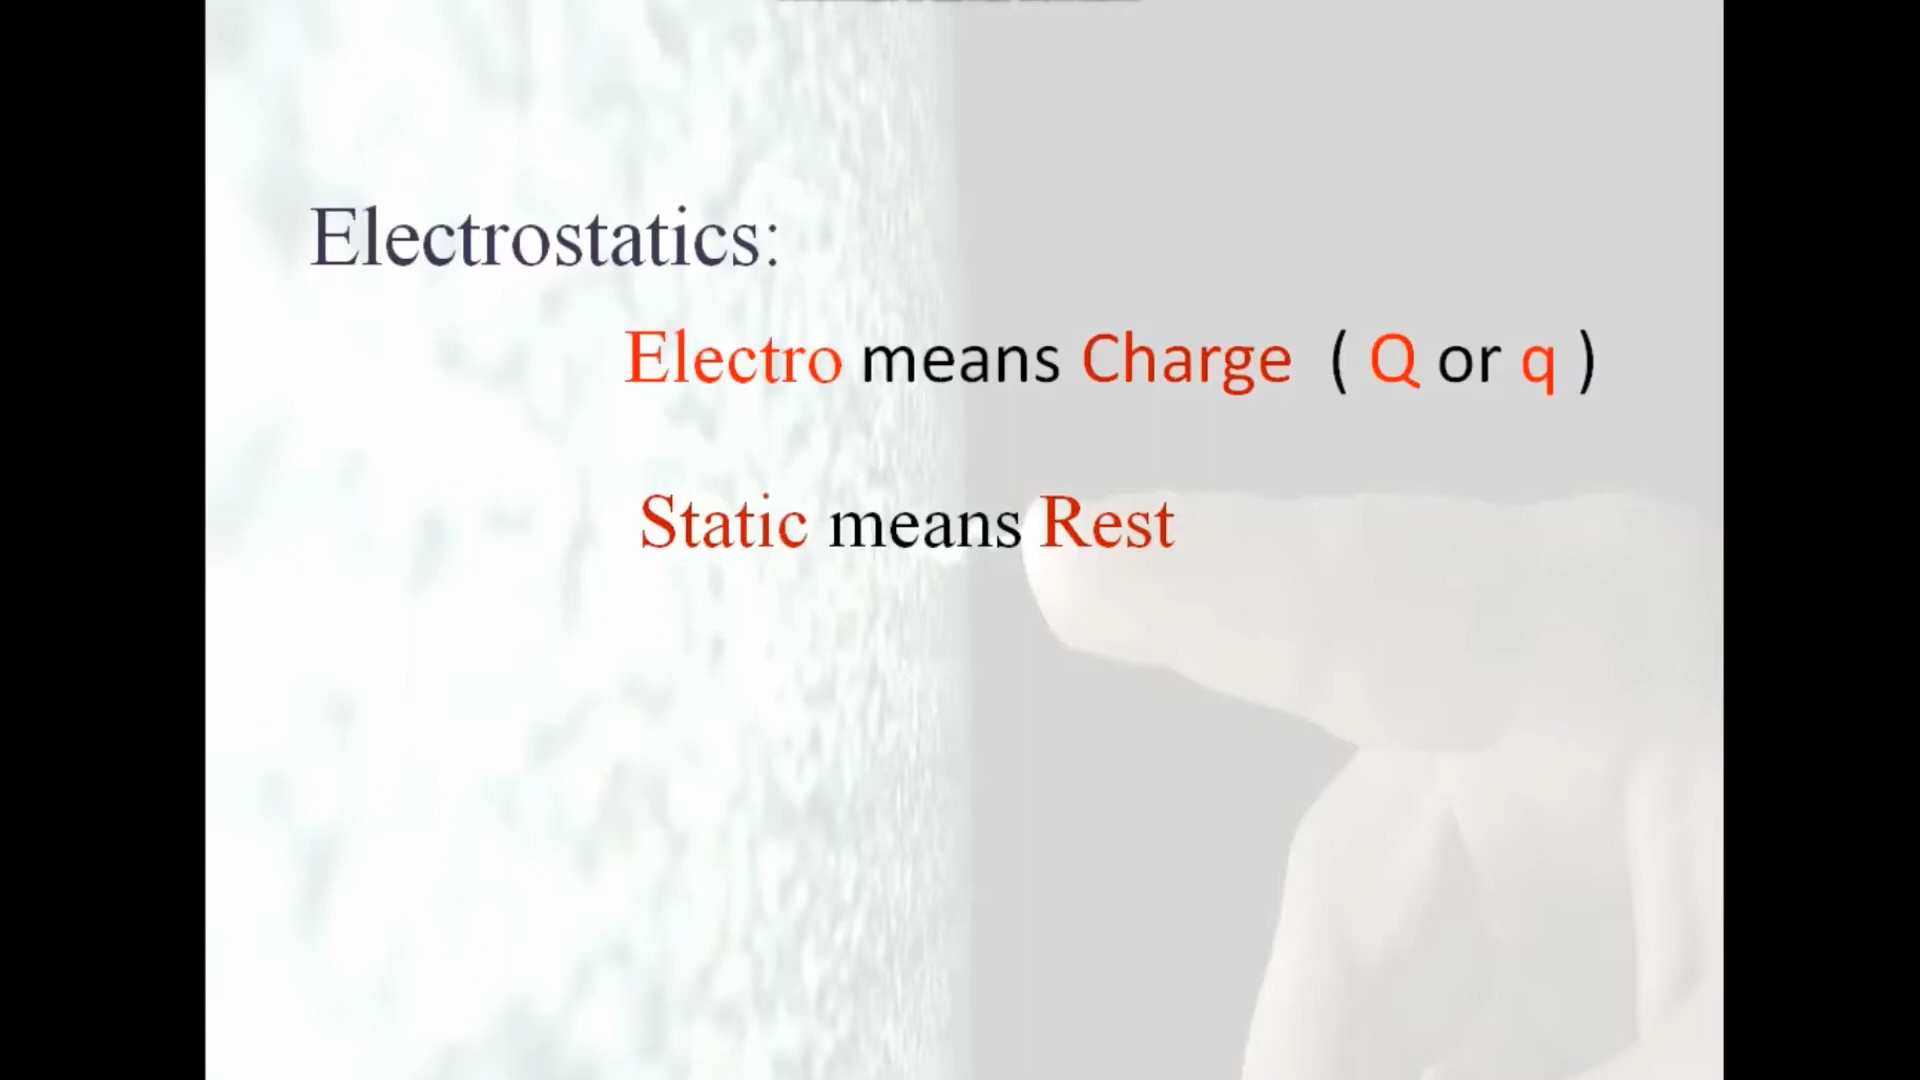 Electrostatics:
Electro means Charge ( Q or q )
Static means Rest